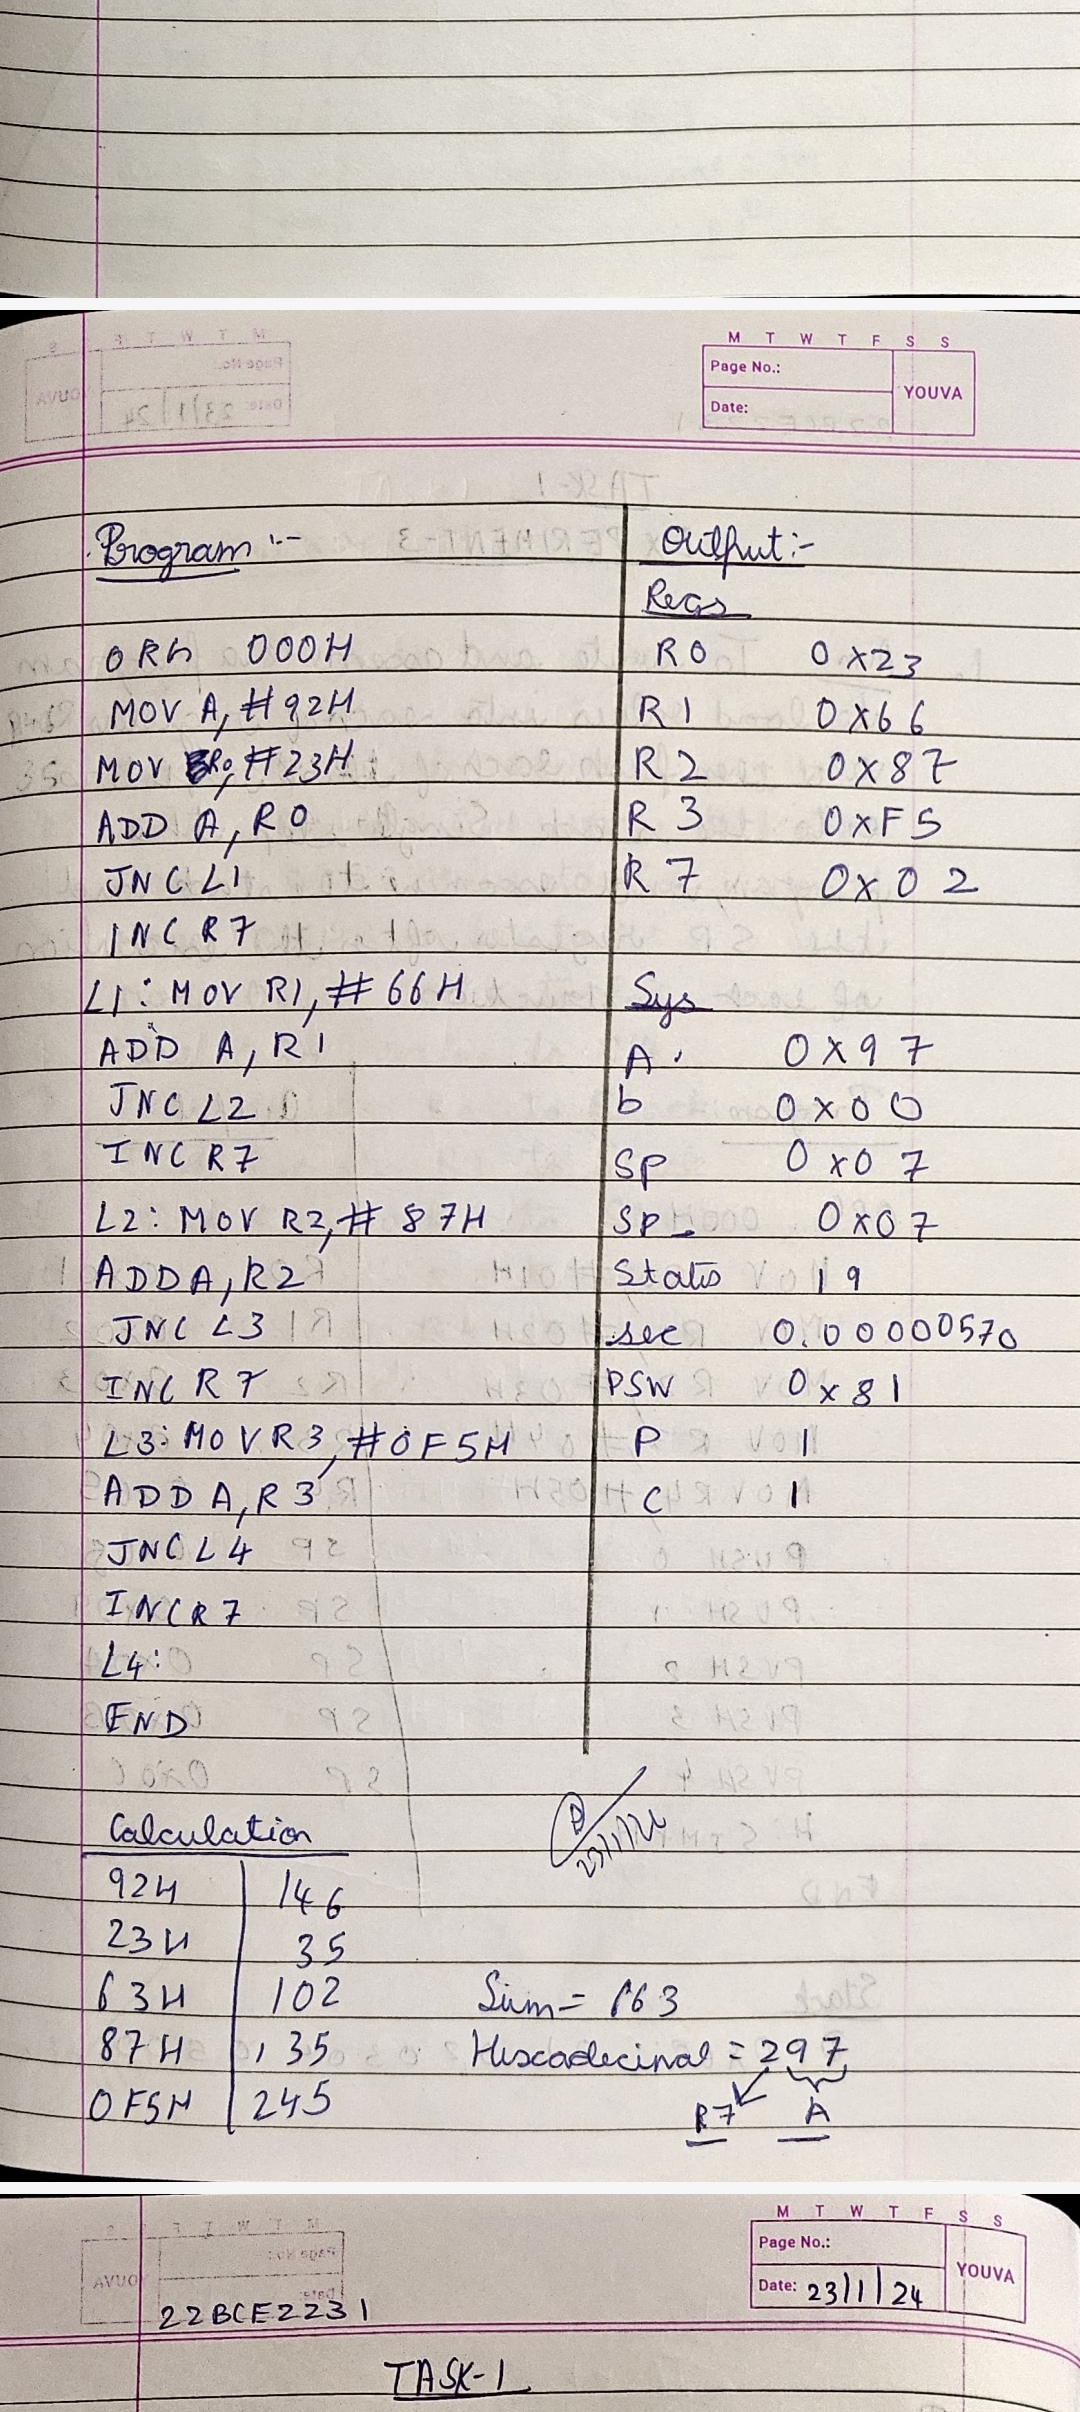 M T W T F S S
Page No.:
Date:
YOUVA
Program :-
Output :-
Regs
ORG 000H
R0 0x23
MOV A, #92H
R1 0x66
MOV R0, #23H
R2 0x87
ADD A, R0
R3 0xF5
JNC L1
R7 0x02
INC R7
L1: MOV R1, #66H
Sys
ADD A, R1
A 0x97
JNC L2
b 0x00
INC R7
SP 0x07
L2: MOV R2, #87H
SP_ 0x07
ADD A, R2
States 19
JNC L3
sec 0.00000570
INC R7
PSW 0x81
L3: MOV R3, #0F5H
P 1
ADD A, R3
C 1
JNC L4
INC R7
L4:
END
Calculation
23/1/24
92H 146
23H 35
63H 102
Sum = 663
87H 135
Hexadecimal = 297
0F5H 245
R7 A
M T W T F S S
Page No.:
Date: 23/1/24
YOUVA
22BCE2231
TASK-1